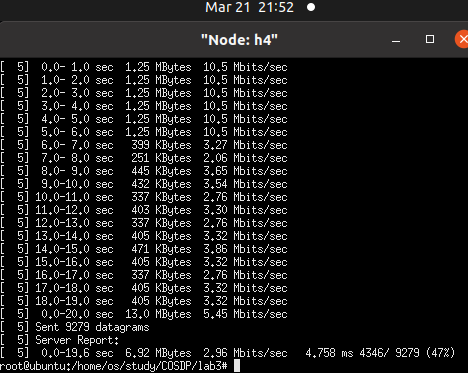 Mar 21 21:52
"Node: h4"
[ 5] 0.0- 1.0 sec 1.25 MBytes 10.5 Mbits/sec
[ 5] 1.0- 2.0 sec 1.25 MBytes 10.5 Mbits/sec
[ 5] 2.0- 3.0 sec 1.25 MBytes 10.5 Mbits/sec
[ 5] 3.0- 4.0 sec 1.25 MBytes 10.5 Mbits/sec
[ 5] 4.0- 5.0 sec 1.25 MBytes 10.5 Mbits/sec
[ 5] 5.0- 6.0 sec 1.25 MBytes 10.5 Mbits/sec
[ 5] 6.0- 7.0 sec 399 KBytes 3.27 Mbits/sec
[ 5] 7.0- 8.0 sec 251 KBytes 2.06 Mbits/sec
[ 5] 8.0- 9.0 sec 445 KBytes 3.65 Mbits/sec
[ 5] 9.0-10.0 sec 432 KBytes 3.54 Mbits/sec
[ 5] 10.0-11.0 sec 337 KBytes 2.76 Mbits/sec
[ 5] 11.0-12.0 sec 403 KBytes 3.30 Mbits/sec
[ 5] 12.0-13.0 sec 337 KBytes 2.76 Mbits/sec
[ 5] 13.0-14.0 sec 405 KBytes 3.32 Mbits/sec
[ 5] 14.0-15.0 sec 471 KBytes 3.86 Mbits/sec
[ 5] 15.0-16.0 sec 405 KBytes 3.32 Mbits/sec
[ 5] 16.0-17.0 sec 337 KBytes 2.76 Mbits/sec
[ 5] 17.0-18.0 sec 405 KBytes 3.32 Mbits/sec
[ 5] 18.0-19.0 sec 405 KBytes 3.32 Mbits/sec
[ 5] 0.0-20.0 sec 13.0 MBytes 5.45 Mbits/sec
[ 5] Sent 9279 datagrams
[ 5] Server Report:
[ 5] 0.0-19.6 sec 6.92 MBytes 2.96 Mbits/sec 4.758 ms 4346/ 9279 (47%)
root@ubuntu:/home/os/study/COSDP/lab3#